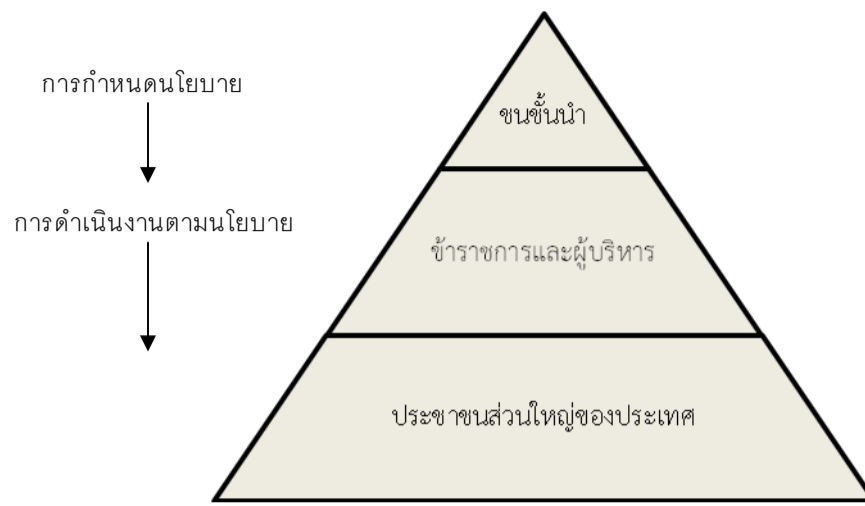 การกำหนดนโยบาย
ชนชั้นนำ
การดำเนินงานตามนโยบาย
ข้าราชการและผู้บริหาร
ประชาชนส่วนใหญ่ของประเทศ